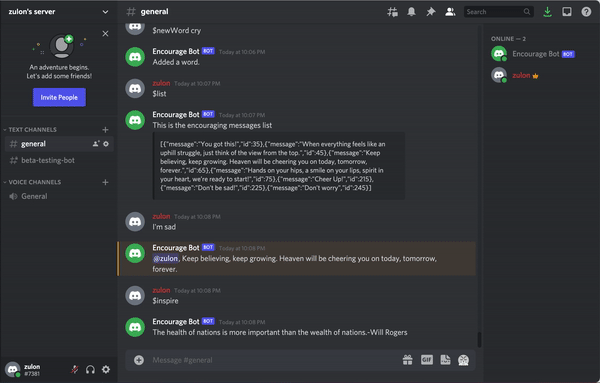 zulon's server
An adventure begins.
Let's add some friends!
Invite People
TEXT CHANNELS
general
beta-testing-bot
VOICE CHANNELS
General
zulon
#7381
# general
Search
$newWord cry
Encourage Bot BOT Today at 10:06 PM
Added a word.
zulon Today at 10:07 PM
$list
Encourage Bot BOT Today at 10:07 PM
This is the encouraging messages list
[{"message":"You got this!","id":35},{"message":"When everything feels like an
uphill struggle, just think of the view from the top.","id":45},{"message":"Keep
believing, keep growing. Heaven will be cheering you on today, tomorrow,
forever.","id":65},{"message":"Hands on your hips, a smile on your lips, spirit in
your heart, we're ready to start!","id":75},{"message":"Cheer Up!","id":215},
{"message":"Don't be sad!","id":225},{"message":"Don't worry","id":245}]
zulon Today at 10:08 PM
I'm sad
Encourage Bot BOT Today at 10:08 PM
@zulon, Keep believing, keep growing. Heaven will be cheering you on today, tomorrow,
forever.
zulon Today at 10:08 PM
$inspire
Encourage Bot BOT Today at 10:08 PM
The health of nations is more important than the wealth of nations.-Will Rogers
Message #general
GIF
ONLINE — 2
Encourage Bot BOT
zulon